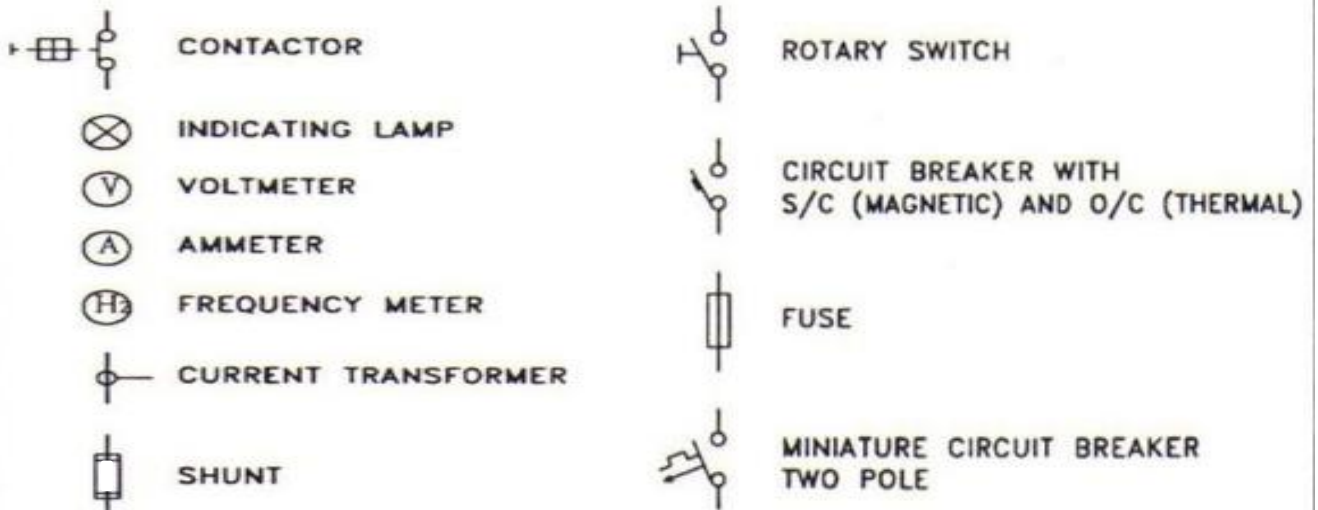 CONTACTOR
INDICATING LAMP
V VOLTMETER
A AMMETER
Hz FREQUENCY METER
CURRENT TRANSFORMER
SHUNT
ROTARY SWITCH
CIRCUIT BREAKER WITH
S/C (MAGNETIC) AND O/C (THERMAL)
FUSE
MINIATURE CIRCUIT BREAKER
TWO POLE